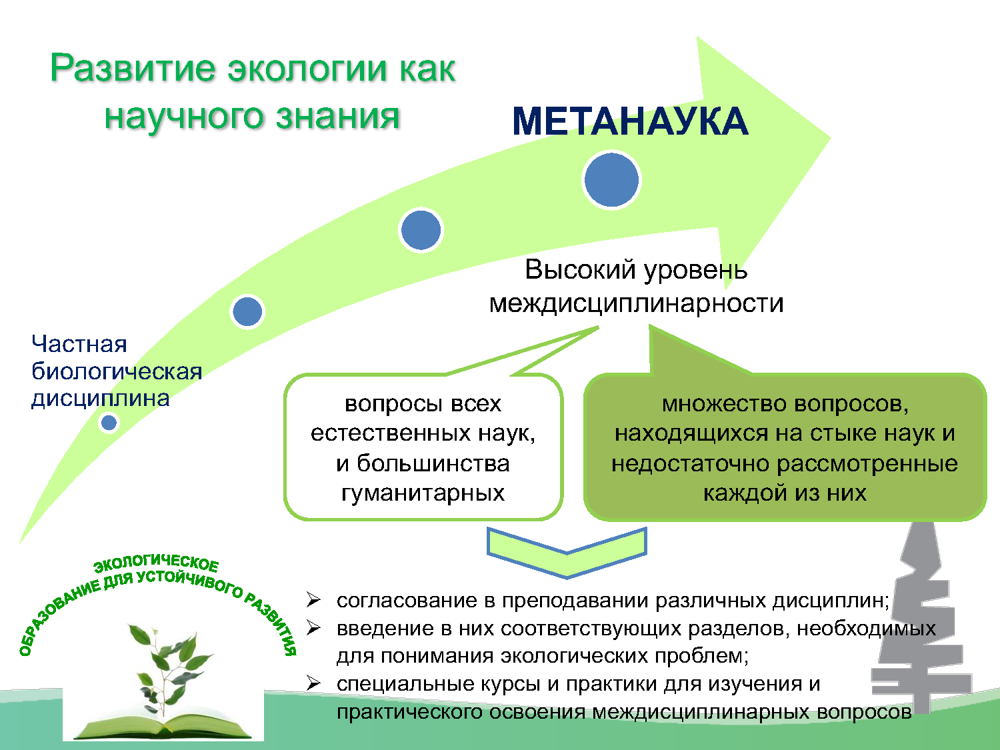 Развитие экологии как
научного знания
МЕТАНАУКА
Высокий уровень
междисциплинарности
Частная
биологическая
дисциплина
вопросы всех
естественных наук,
и большинства
гуманитарных
множество вопросов,
находящихся на стыке наук и
недостаточно рассмотренные
каждой из них
ЭКОЛОГИЧЕСКОЕ
ОБРАЗОВАНИЕ ДЛЯ УСТОЙЧИВОГО РАЗВИТИЯ
➢ согласование в преподавании различных дисциплин;
➢ введение в них соответствующих разделов, необходимых
для понимания экологических проблем;
➢ специальные курсы и практики для изучения и
практического освоения междисциплинарных вопросов